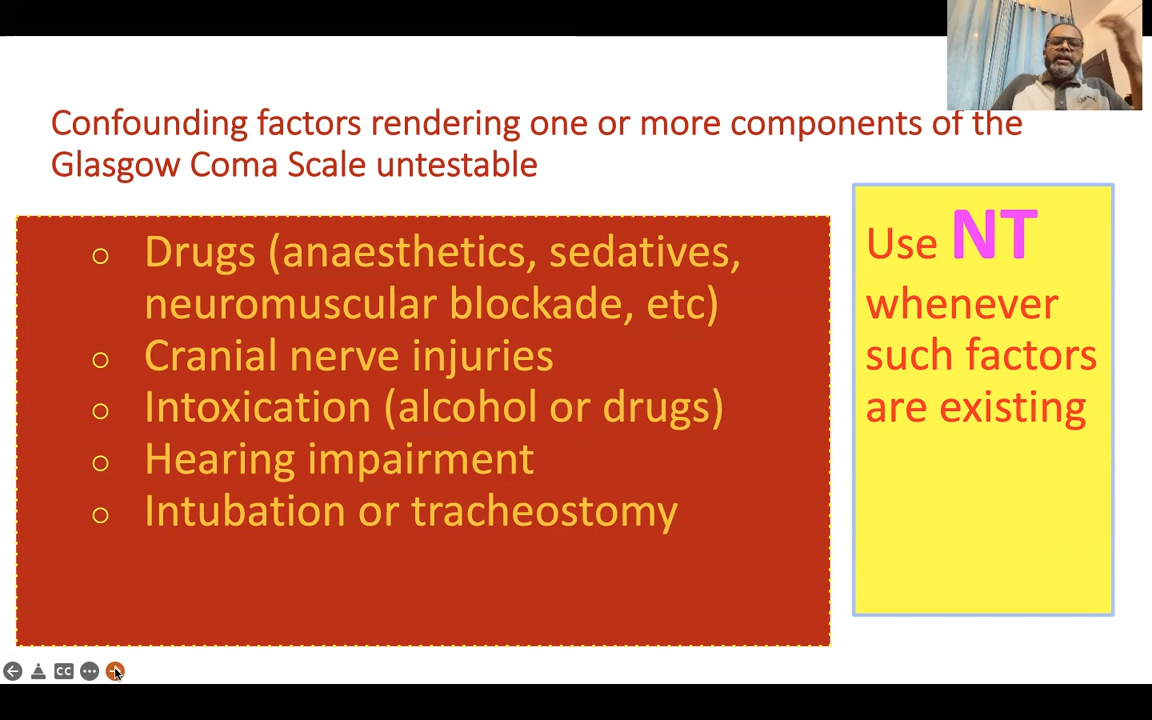 Confounding factors rendering one or more components of the
Glasgow Coma Scale untestable
○ Drugs (anaesthetics, sedatives,
neuromuscular blockade, etc)
○ Cranial nerve injuries
○ Intoxication (alcohol or drugs)
○ Hearing impairment
○ Intubation or tracheostomy
Use NT
whenever
such factors
are existing
CC